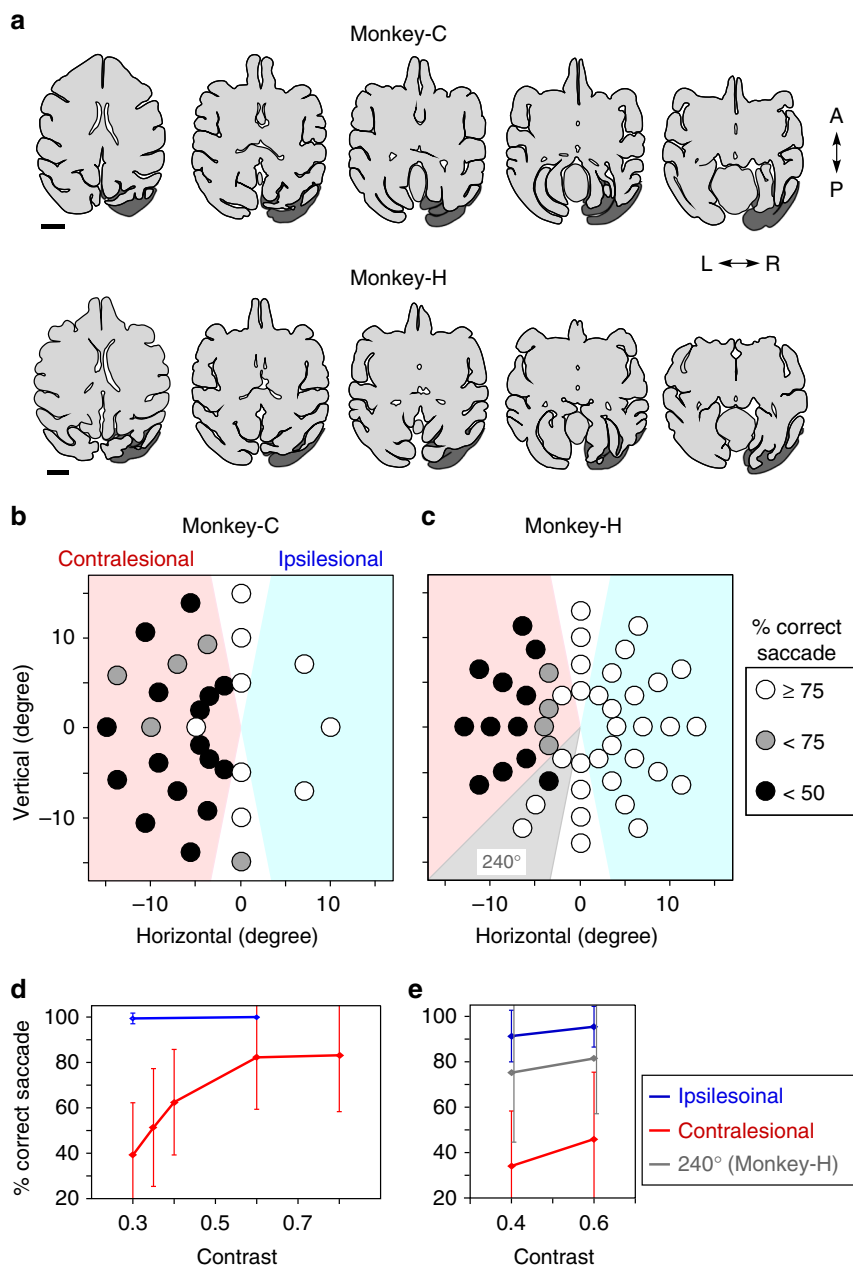 a
Monkey-C
A
P
L R
Monkey-H
b
Monkey-C
Contralesional
Ipsilesional
c
Monkey-H
% correct
saccade
≥ 75
< 75
< 50
Vertical (degree)
10
0
−10
240°
−10 0 10
Horizontal (degree)
−10 0 10
Horizontal (degree)
d
% correct saccade
100
80
60
40
20
0.3 0.5 0.7
Contrast
e
100
80
60
40
20
0.4 0.6
Contrast
Ipsilesoinal
Contralesional
240° (Monkey-H)